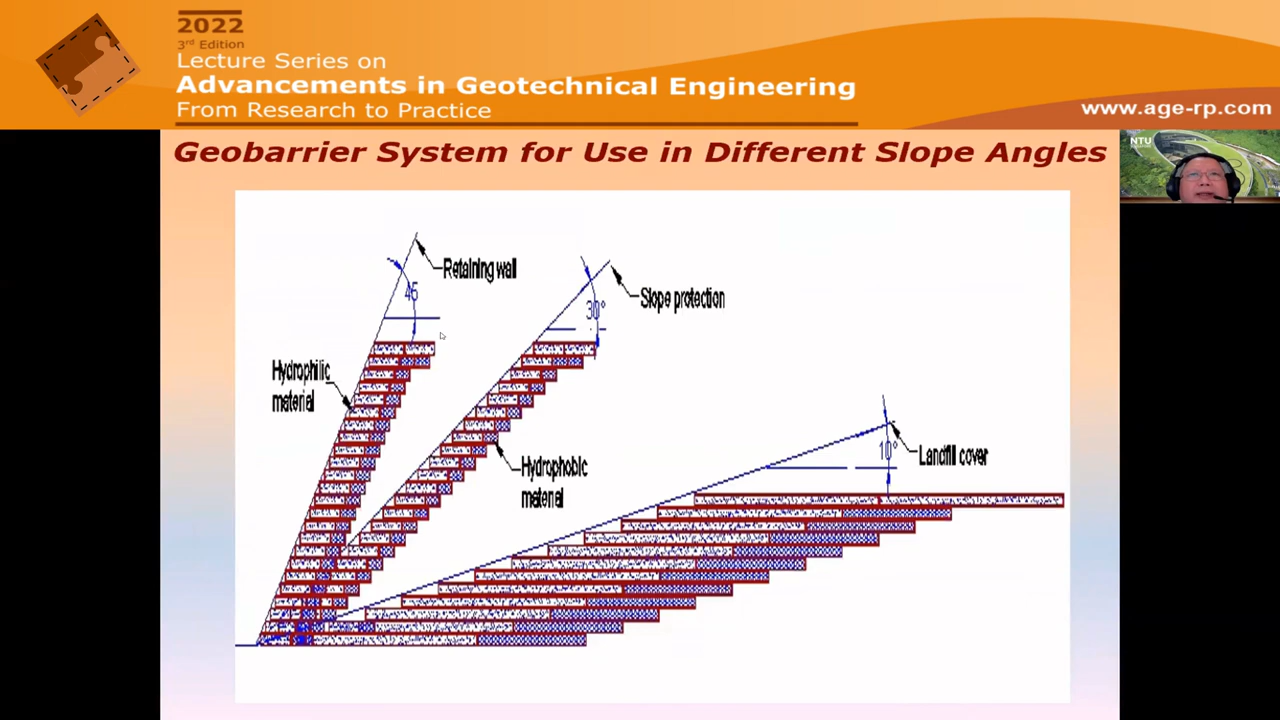 2022
3rd Edition
Lecture Series on
Advancements in Geotechnical Engineering
From Research to Practice
www.age-rp.com
Geobarrier System for Use in Different Slope Angles
NTU
Retaining wall
45
Slope protection
30°
Hydrophilic
material
Hydrophobic
material
10°
Landfill cover